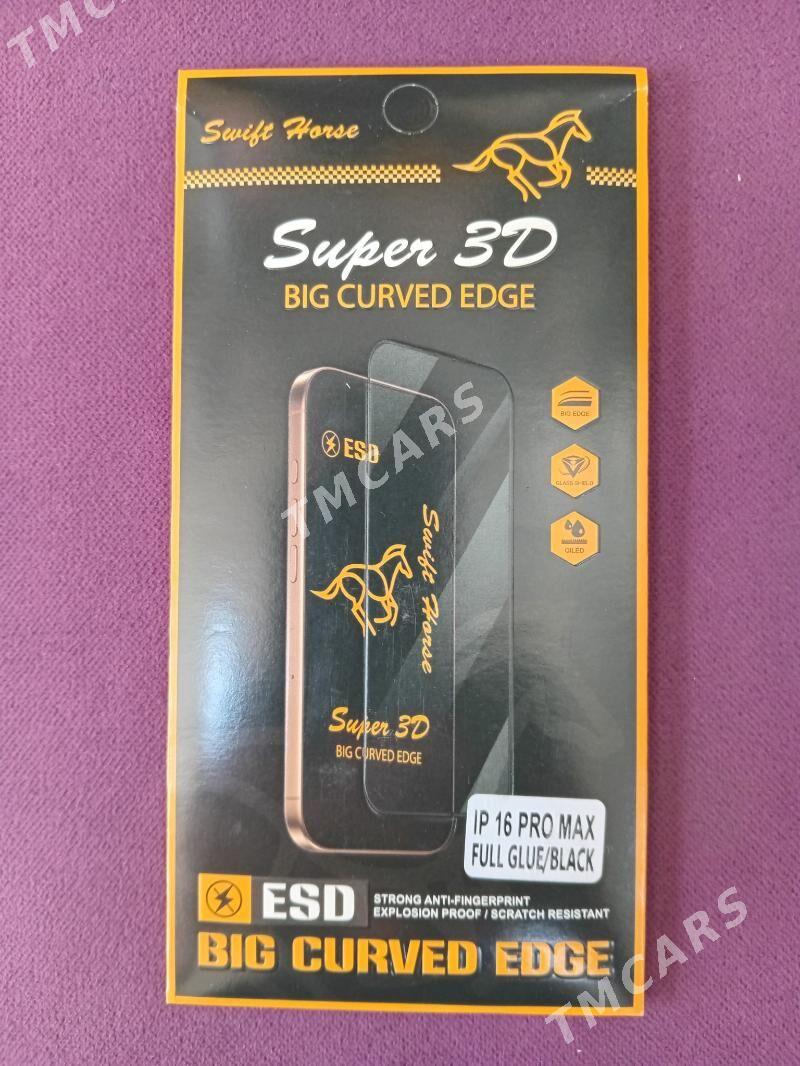 TMCARS
Swift Horse
Super 3D
BIG CURVED EDGE
BIG EDGE
ESD
GLASS SHIELD
TMCARS
Swift Horse
OILED
Super 3D
BIG CURVED EDGE
IP 16 PRO MAX
FULL GLUE/BLACK
ESD
STRONG ANTI-FINGERPRINT
EXPLOSION PROOF / SCRATCH RESISTANT
BIG CURVED EDGE
TMCARS